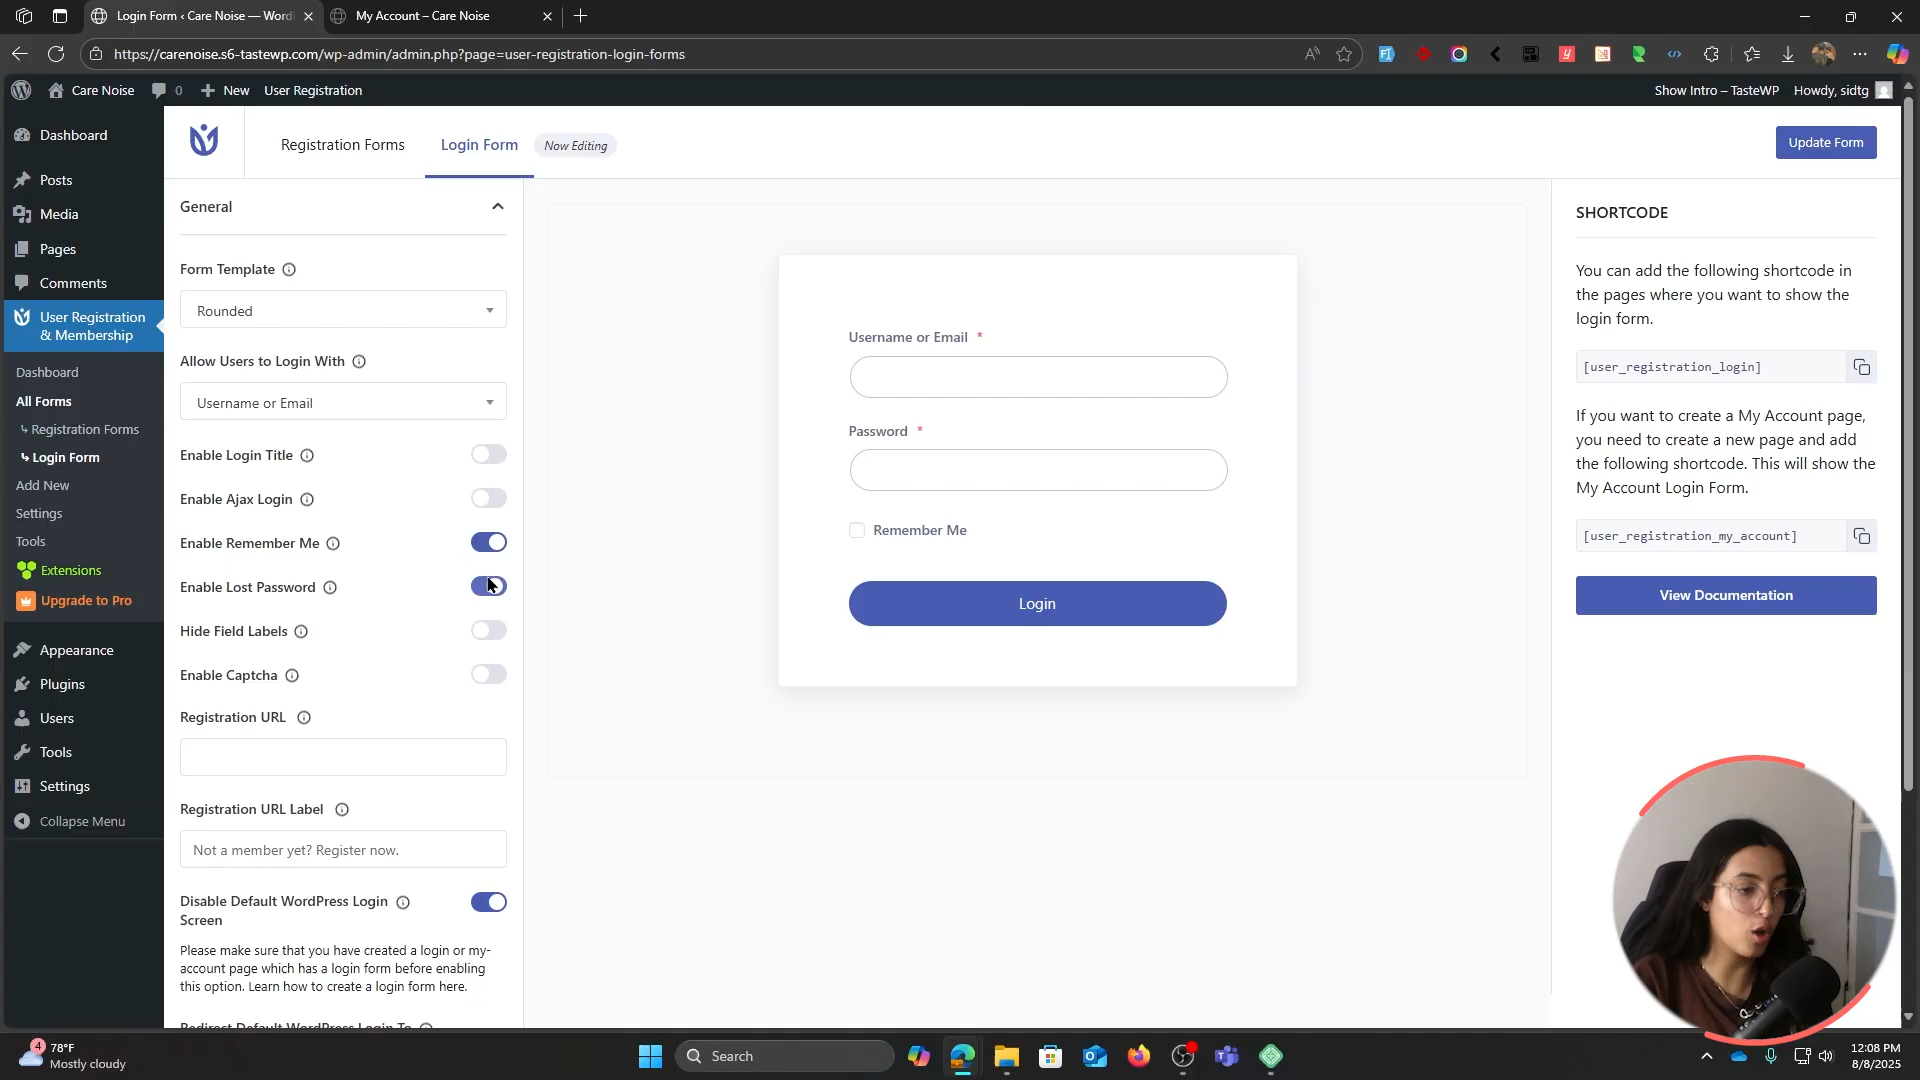 Login Form ‹ Care Noise — Word
My Account – Care Noise
https://carenoise.s6-tastewp.com/wp-admin/admin.php?page=user-registration-login-forms
Care Noise
0
New
User Registration
Show Intro – TasteWP
Howdy, sidtg
Dashboard
Posts
Media
Pages
Comments
User Registration
& Membership
Dashboard
All Forms
↳ Registration Forms
↳ Login Form
Add New
Settings
Tools
Extensions
Upgrade to Pro
Appearance
Plugins
Users
Tools
Settings
Collapse Menu
Registration Forms
Login Form
Now Editing
Update Form
General
Form Template
Rounded
Allow Users to Login With
Username or Email
Enable Login Title
Enable Ajax Login
Enable Remember Me
Enable Lost Password
Hide Field Labels
Enable Captcha
Registration URL
Registration URL Label
Not a member yet? Register now.
Disable Default WordPress Login
Screen
Please make sure that you have created a login or my-
account page which has a login form before enabling
this option. Learn how to create a login form here.
Redirect Default WordPress Login To
Username or Email *
Password *
Remember Me
Login
SHORTCODE
You can add the following shortcode in
the pages where you want to show the
login form.
[user_registration_login]
If you want to create a My Account page,
you need to create a new page and add
the following shortcode. This will show the
My Account Login Form.
[user_registration_my_account]
View Documentation
4
78°F
Mostly cloudy
Search
12:08 PM
8/8/2025